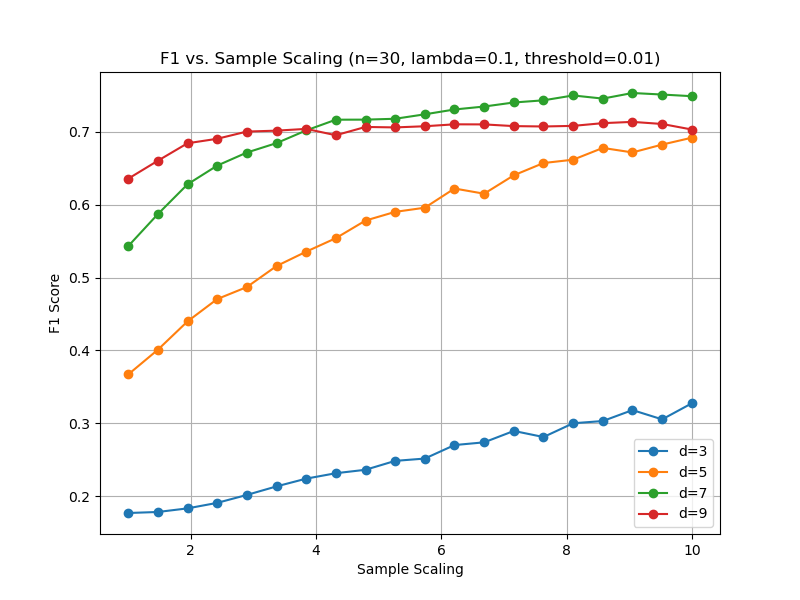 F1 vs. Sample Scaling (n=30, lambda=0.1, threshold=0.01)
F1 Score
0.7
0.6
0.5
0.4
0.3
0.2
d=3
d=5
d=7
d=9
2 4 6 8 10
Sample Scaling